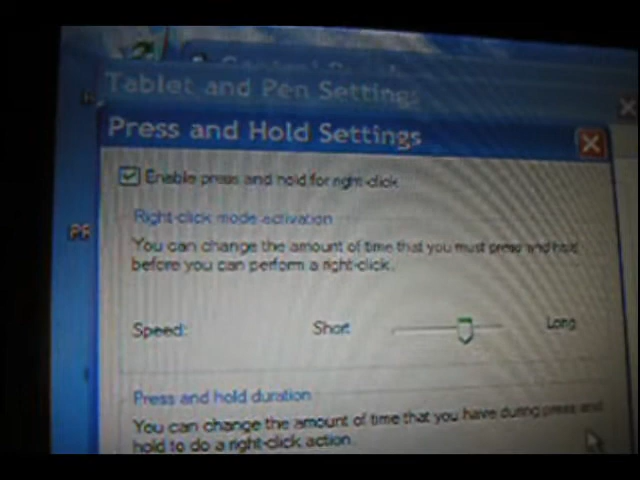 Tablet and Pen Settings
Press and Hold Settings
Enable press and hold for right-click
Right-click mode activation
You can change the amount of time that you must press and hold
before you can perform a right-click.
Speed: Short Long
Press and hold duration
You can change the amount of time that you have during press and
hold to do a right-click action.